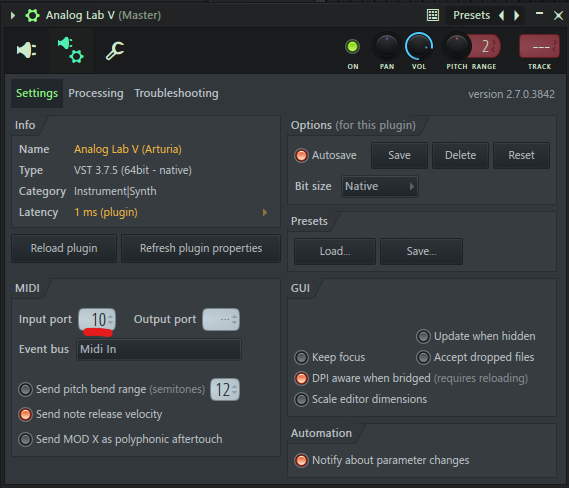 Analog Lab V (Master)
Presets
ON
PAN
VOL
PITCH
2
RANGE
---
TRACK
Settings
Processing
Troubleshooting
version 2.7.0.3842
Info
Name Analog Lab V (Arturia)
Type VST 3.7.5 (64bit - native)
Category Instrument|Synth
Latency 1 ms (plugin)
Reload plugin
Refresh plugin properties
Options (for this plugin)
Autosave
Save
Delete
Reset
Bit size Native
Presets
Load...
Save...
MIDI
Input port 10
Output port ---
Event bus Midi In
Send pitch bend range (semitones) 12
Send note release velocity
Send MOD X as polyphonic aftertouch
GUI
Update when hidden
Keep focus
Accept dropped files
DPI aware when bridged (requires reloading)
Scale editor dimensions
Automation
Notify about parameter changes